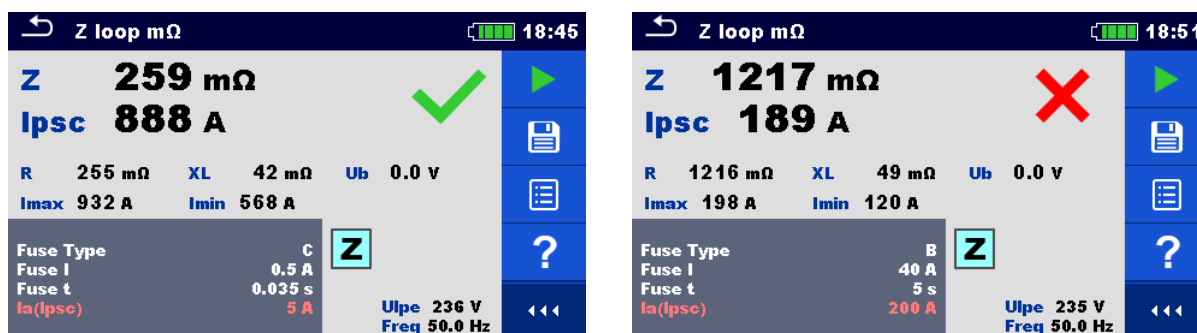 Z loop mΩ 18:45
Z 259 mΩ
Ipsc 888 A
R 255 mΩ XL 42 mΩ Ub 0.0 V
Imax 932 A Imin 568 A
Fuse Type C
Fuse I 0.5 A
Fuse t 0.035 s
Ia(Ipsc) 5 A
Z
?
Ulpe 236 V
Freq 50.0 Hz
Z loop mΩ 18:51
Z 1217 mΩ
Ipsc 189 A
R 1216 mΩ XL 49 mΩ Ub 0.0 V
Imax 198 A Imin 120 A
Fuse Type B
Fuse I 40 A
Fuse t 5 s
Ia(Ipsc) 200 A
Z
?
Ulpe 235 V
Freq 50.0 Hz